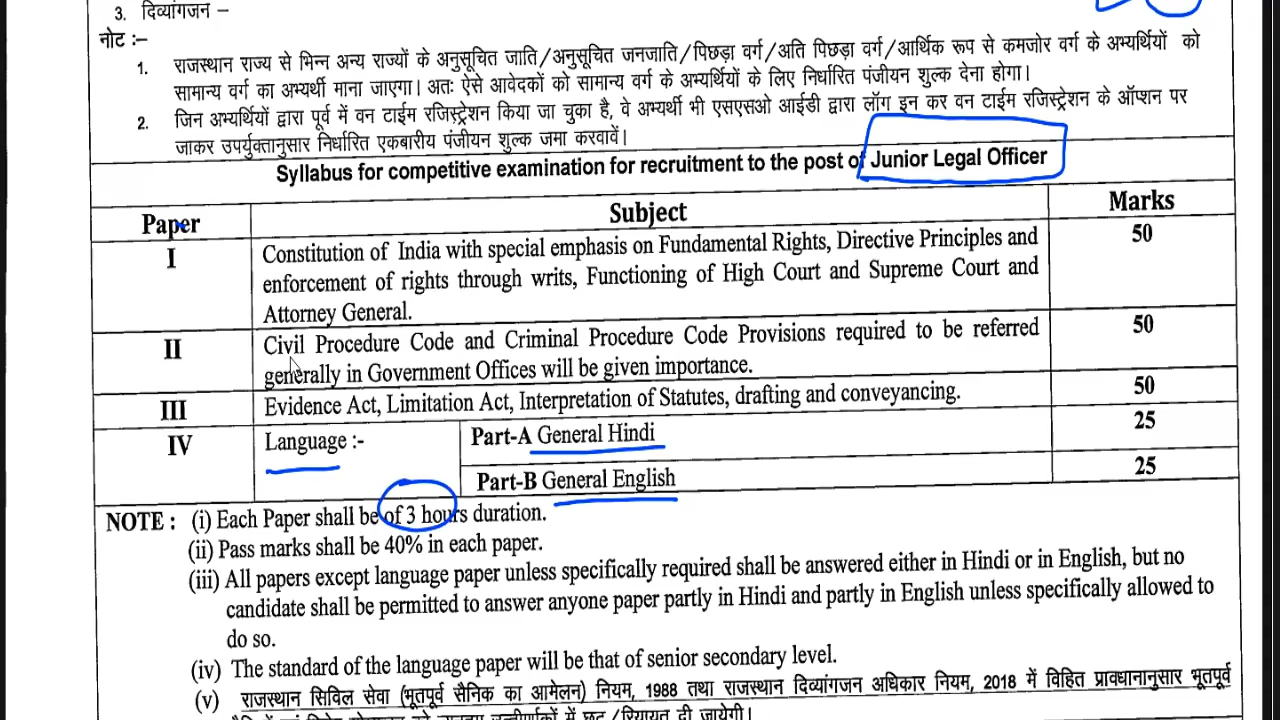 3. दिव्यांगजन –
नोट :–
1. राजस्थान राज्य से भिन्न अन्य राज्यों के अनुसूचित जाति/अनुसूचित जनजाति/पिछड़ा वर्ग/अति पिछड़ा वर्ग/आर्थिक रूप से कमजोर वर्ग के अभ्यर्थियों को
सामान्य वर्ग का अभ्यर्थी माना जाएगा। अतः ऐसे आवेदकों को सामान्य वर्ग के अभ्यर्थियों के लिए निर्धारित पंजीयन शुल्क देना होगा।
2. जिन अभ्यर्थियों द्वारा पूर्व में वन टाईम रजिस्ट्रेशन किया जा चुका है, वे अभ्यर्थी भी एसएसओ आईडी द्वारा लॉग इन कर वन टाईम रजिस्ट्रेशन के ऑप्शन पर
जाकर उपर्युक्तानुसार निर्धारित एकबारीय पंजीयन शुल्क जमा करवावें।
Syllabus for competitive examination for recruitment to the post of Junior Legal Officer
Paper Subject Marks
I Constitution of India with special emphasis on Fundamental Rights, Directive Principles and 50
enforcement of rights through writs, Functioning of High Court and Supreme Court and
Attorney General.
II Civil Procedure Code and Criminal Procedure Code Provisions required to be referred 50
generally in Government Offices will be given importance.
III Evidence Act, Limitation Act, Interpretation of Statutes, drafting and conveyancing. 50
IV Language :- Part-A General Hindi 25
Part-B General English 25
NOTE : (i) Each Paper shall be of 3 hours duration.
(ii) Pass marks shall be 40% in each paper.
(iii) All papers except language paper unless specifically required shall be answered either in Hindi or in English, but no
candidate shall be permitted to answer anyone paper partly in Hindi and partly in English unless specifically allowed to
do so.
(iv) The standard of the language paper will be that of senior secondary level.
(v) राजस्थान सिविल सेवा (भूतपूर्व सैनिक का आमेलन) नियम, 1988 तथा राजस्थान दिव्यांगजन अधिकार नियम, 2018 में विहित प्रावधानानुसार भूतपूर्व
में छूट/रियायत दी जायेगी।